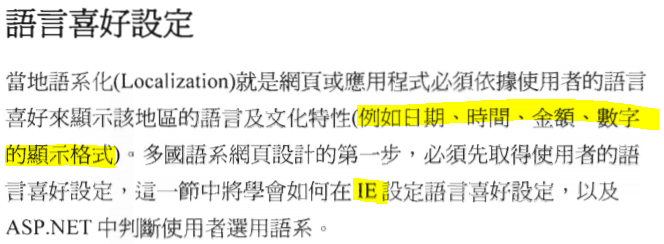 語言喜好設定
當地語系化(Localization)就是網頁或應用程式必須依據使用者的語言
喜好來顯示該地區的語言及文化特性(例如日期、時間、金額、數字
的顯示格式)。多國語系網頁設計的第一步，必須先取得使用者的語
言喜好設定，這一節中將學會如何在 IE 設定語言喜好設定，以及
ASP.NET 中判斷使用者選用語系。